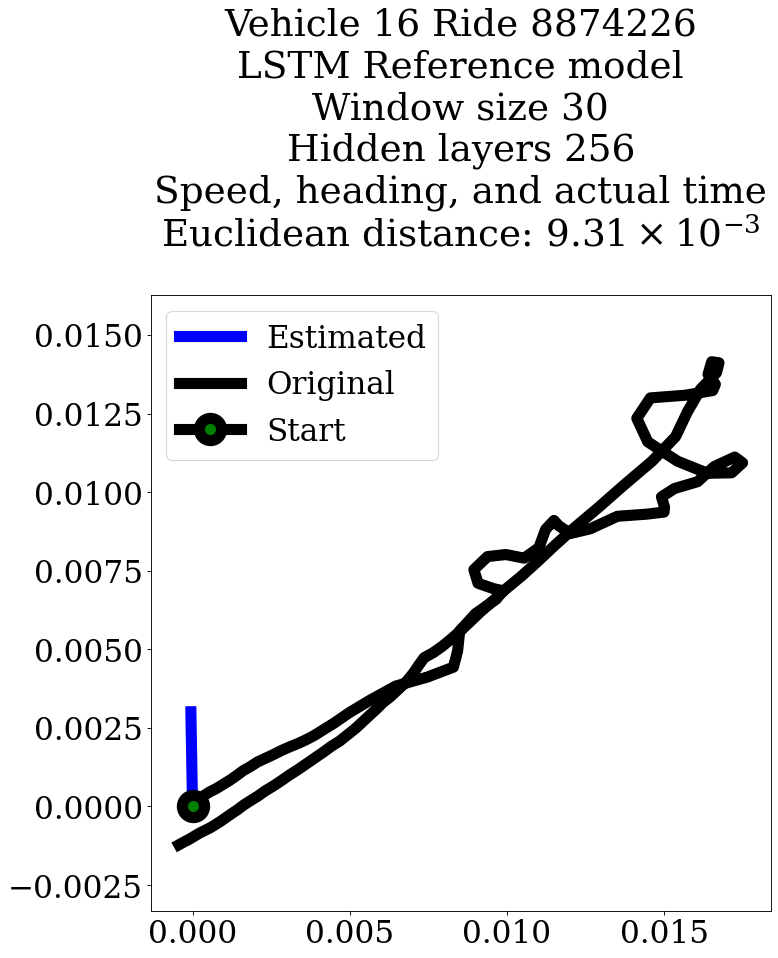 Vehicle 16 Ride 8874226
LSTM Reference model
Window size 30
Hidden layers 256
Speed, heading, and actual time
Euclidean distance: 9.31 × 10⁻³
Estimated
Original
Start
0.0150
0.0125
0.0100
0.0075
0.0050
0.0025
0.0000
−0.0025
0.000 0.005 0.010 0.015